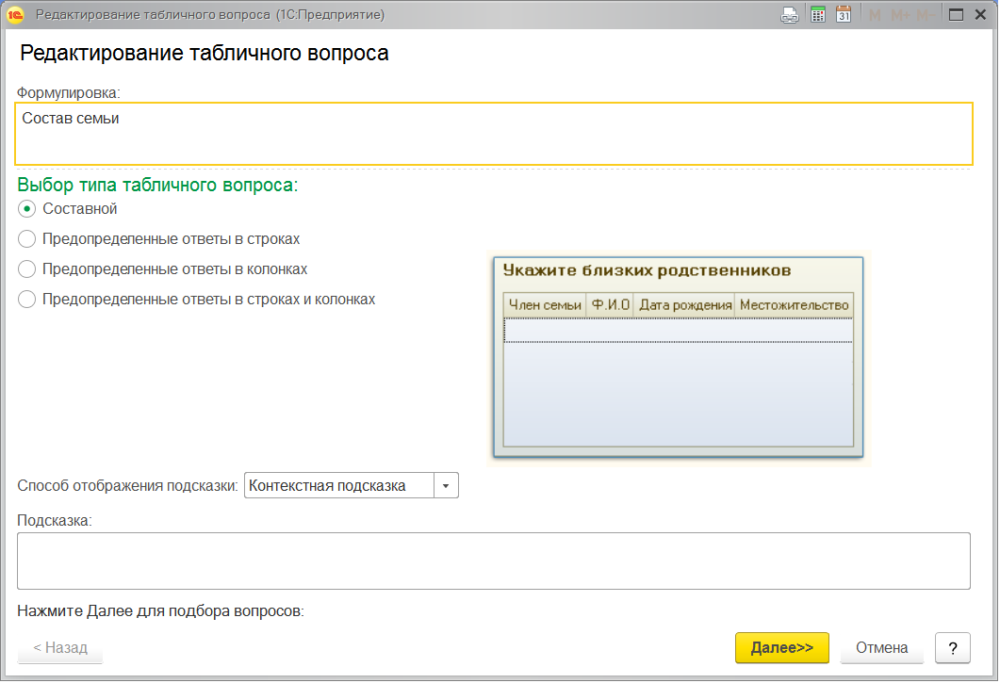 Редактирование табличного вопроса (1С:Предприятие)
31 M M+ M-
Редактирование табличного вопроса
Формулировка:
Состав семьи
Выбор типа табличного вопроса:
Составной
Предопределенные ответы в строках
Предопределенные ответы в колонках
Предопределенные ответы в строках и колонках
Укажите близких родственников
Член семьи Ф.И.О Дата рождения Местожительство
Способ отображения подсказки: Контекстная подсказка
Подсказка:
Нажмите Далее для подбора вопросов:
< Назад Далее>> Отмена ?